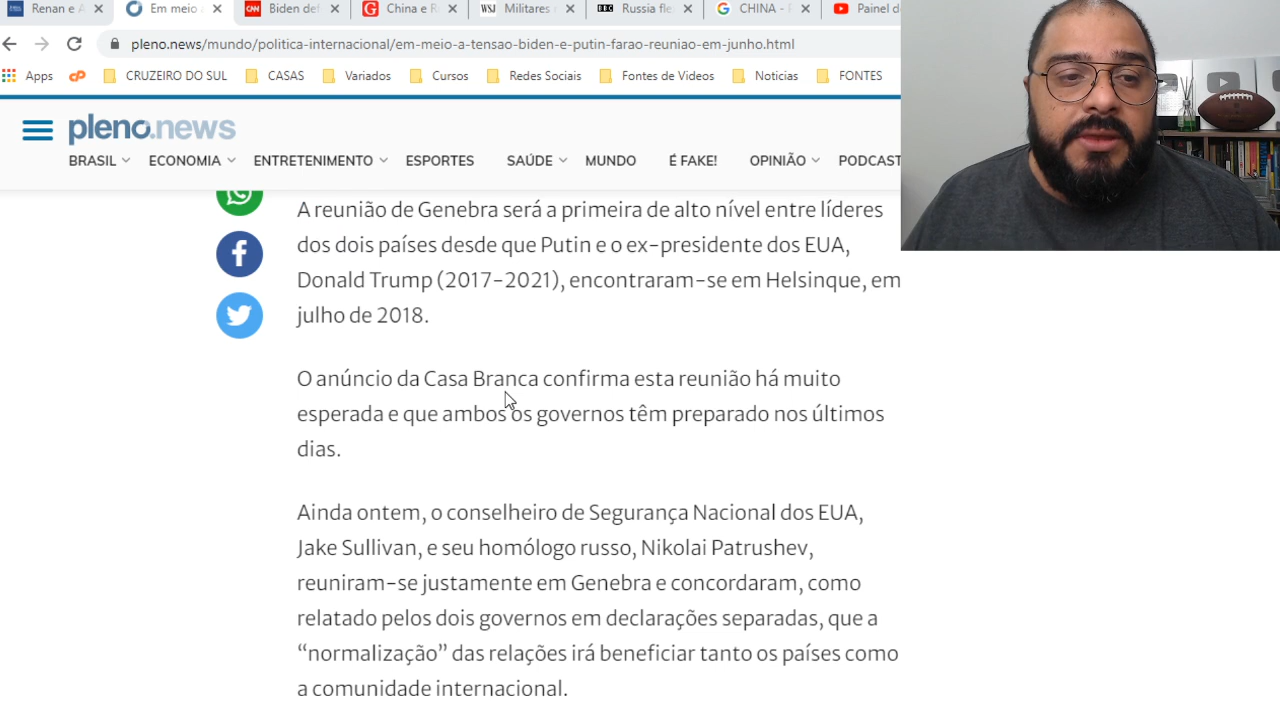 Renan e A
Em meio
CNN
Biden def
G
China e R
WSJ
Militares
BBC
Russia fle
G
CHINA -
Painel d
pleno.news/mundo/politica-internacional/em-meio-a-tensao-biden-e-putin-farao-reuniao-em-junho.html
Apps
CRUZEIRO DO SUL
CASAS
Variados
Cursos
Redes Sociais
Fontes de Videos
Noticias
FONTES
pleno.news
BRASIL
ECONOMIA
ENTRETENIMENTO
ESPORTES
SAÚDE
MUNDO
É FAKE!
OPINIÃO
PODCAST
A reunião de Genebra será a primeira de alto nível entre líderes
dos dois países desde que Putin e o ex-presidente dos EUA,
Donald Trump (2017-2021), encontraram-se em Helsinque, em
julho de 2018.
O anúncio da Casa Branca confirma esta reunião há muito
esperada e que ambos os governos têm preparado nos últimos
dias.
Ainda ontem, o conselheiro de Segurança Nacional dos EUA,
Jake Sullivan, e seu homólogo russo, Nikolai Patrushev,
reuniram-se justamente em Genebra e concordaram, como
relatado pelos dois governos em declarações separadas, que a
“normalização” das relações irá beneficiar tanto os países como
a comunidade internacional.